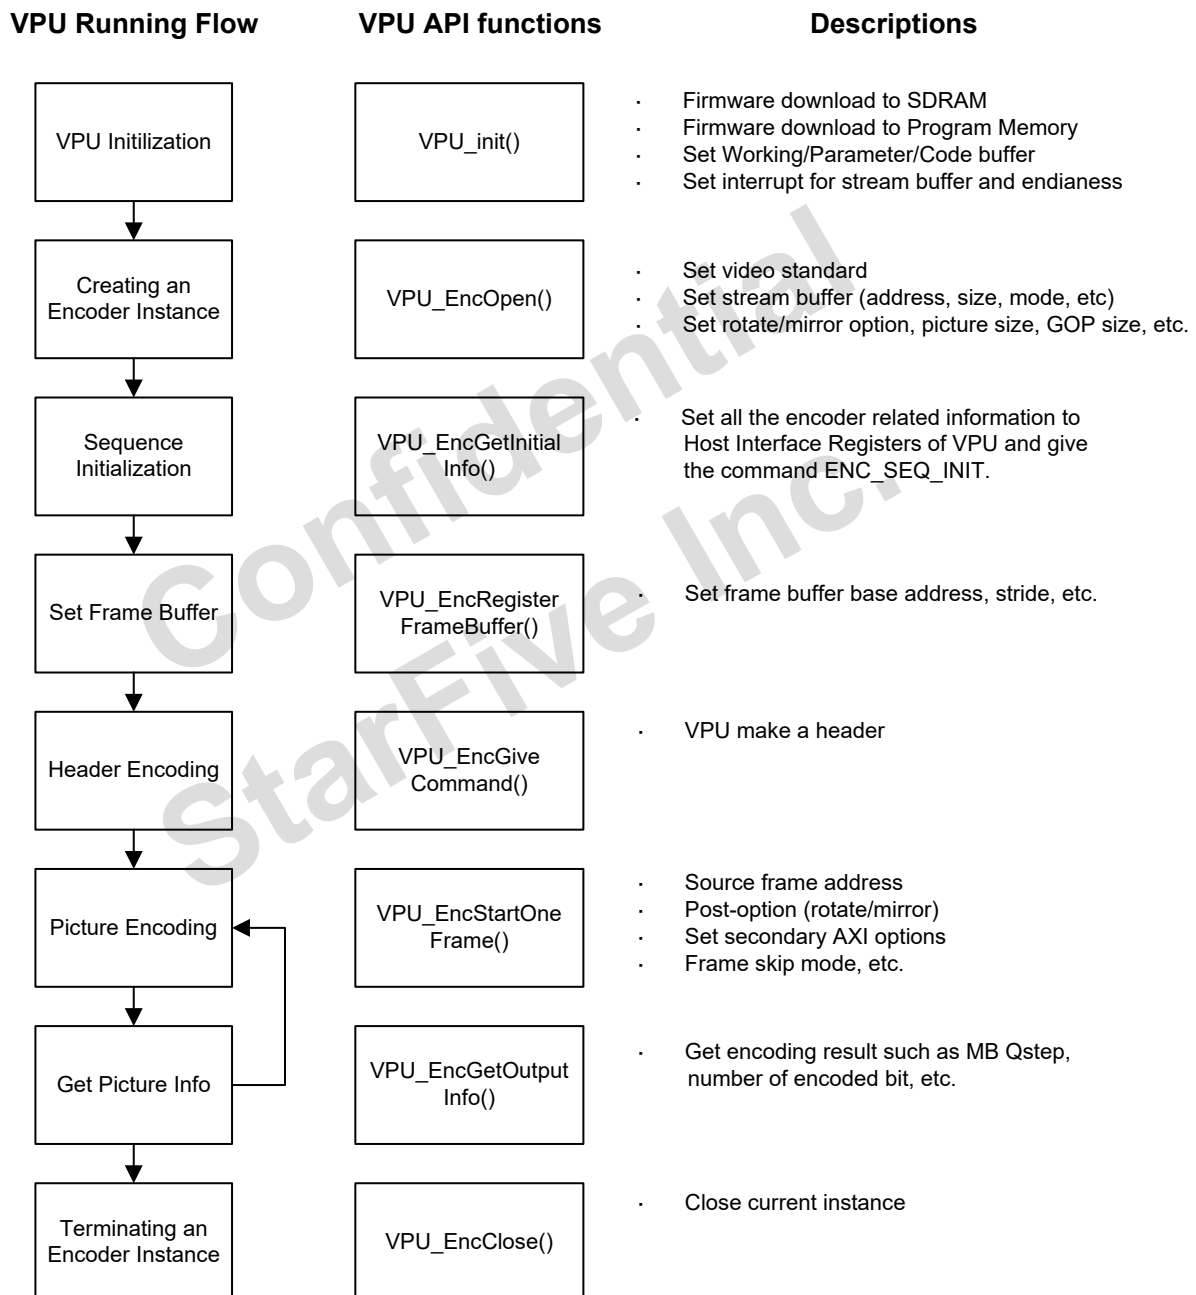 VPU Running Flow VPU API functions Descriptions
VPU Initilization
VPU_init()
· Firmware download to SDRAM
· Firmware download to Program Memory
· Set Working/Parameter/Code buffer
· Set interrupt for stream buffer and endianess
Creating an
Encoder Instance
VPU_EncOpen()
· Set video standard
· Set stream buffer (address, size, mode, etc)
· Set rotate/mirror option, picture size, GOP size, etc.
Sequence
Initialization
VPU_EncGetInitial
Info()
· Set all the encoder related information to
Host Interface Registers of VPU and give
the command ENC_SEQ_INIT.
Set Frame Buffer
VPU_EncRegister
FrameBuffer()
· Set frame buffer base address, stride, etc.
Header Encoding
VPU_EncGive
Command()
· VPU make a header
Picture Encoding
VPU_EncStartOne
Frame()
· Source frame address
· Post-option (rotate/mirror)
· Set secondary AXI options
· Frame skip mode, etc.
Get Picture Info
VPU_EncGetOutput
Info()
· Get encoding result such as MB Qstep,
number of encoded bit, etc.
Terminating an
Encoder Instance
VPU_EncClose()
· Close current instance
Confidential
StarFive Inc.